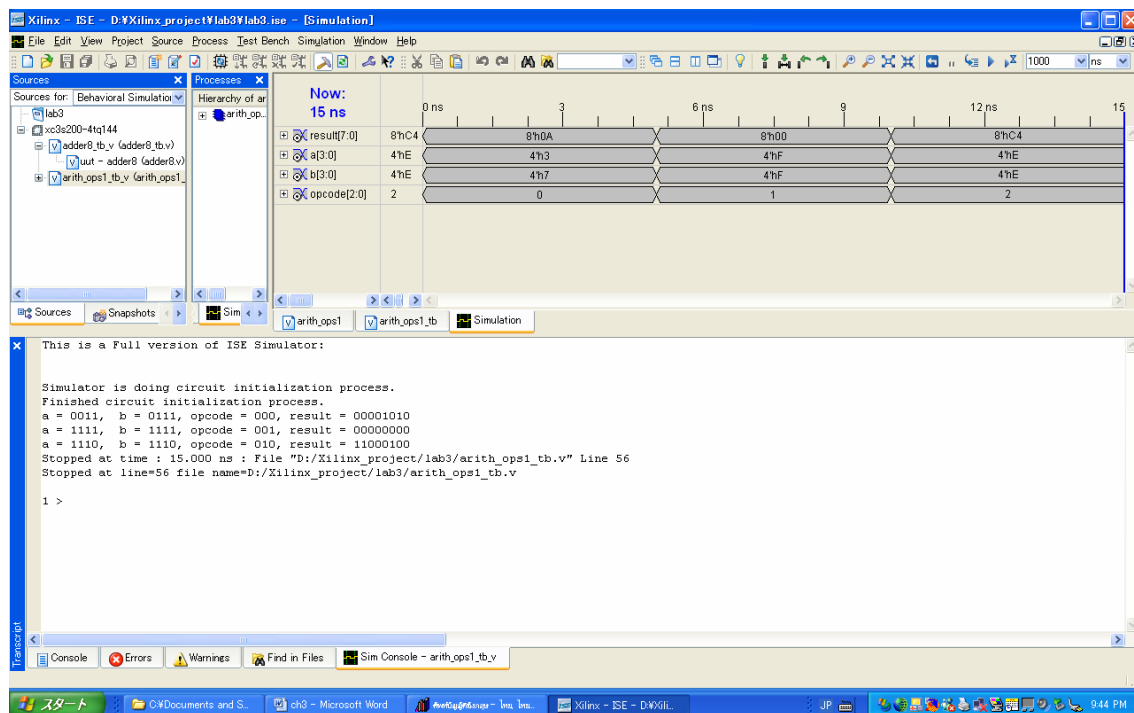 Xilinx - ISE - D:¥Xilinx_project¥lab3¥lab3.ise - [Simulation]
File Edit View Project Source Process Test Bench Simulation Window Help
1000 ns
Sources
Processes
Sources for: Behavioral Simulation
Hierarchy of ar
lab3
arith_op...
xc3s200-4tq144
adder8_tb_v (adder8_tb.v)
uut - adder8 (adder8.v)
arith_ops1_tb_v (arith_ops1_
Now:
15 ns
0 ns 3 6 ns 9 12 ns 15
result[7:0] 8'hC4 8'h0A 8'h00 8'hC4
a[3:0] 4'hE 4'h3 4'hF 4'hE
b[3:0] 4'hE 4'h7 4'hF 4'hE
opcode[2:0] 2 0 1 2
Sources Snapshots
Sim
arith_ops1 arith_ops1_tb Simulation
This is a Full version of ISE Simulator:
Simulator is doing circuit initialization process.
Finished circuit initialization process.
a = 0011, b = 0111, opcode = 000, result = 00001010
a = 1111, b = 1111, opcode = 001, result = 00000000
a = 1110, b = 1110, opcode = 010, result = 11000100
Stopped at time : 15.000 ns : File "D:/Xilinx_project/lab3/arith_ops1_tb.v" Line 56
Stopped at line=56 file name=D:/Xilinx_project/lab3/arith_ops1_tb.v
1 >
Transcript
Console Errors Warnings Find in Files Sim Console - arith_ops1_tb_v
スタート C:¥Documents and S... ch3 - Microsoft Word Xilinx - ISE - D:¥Xili... JP 9:44 PM